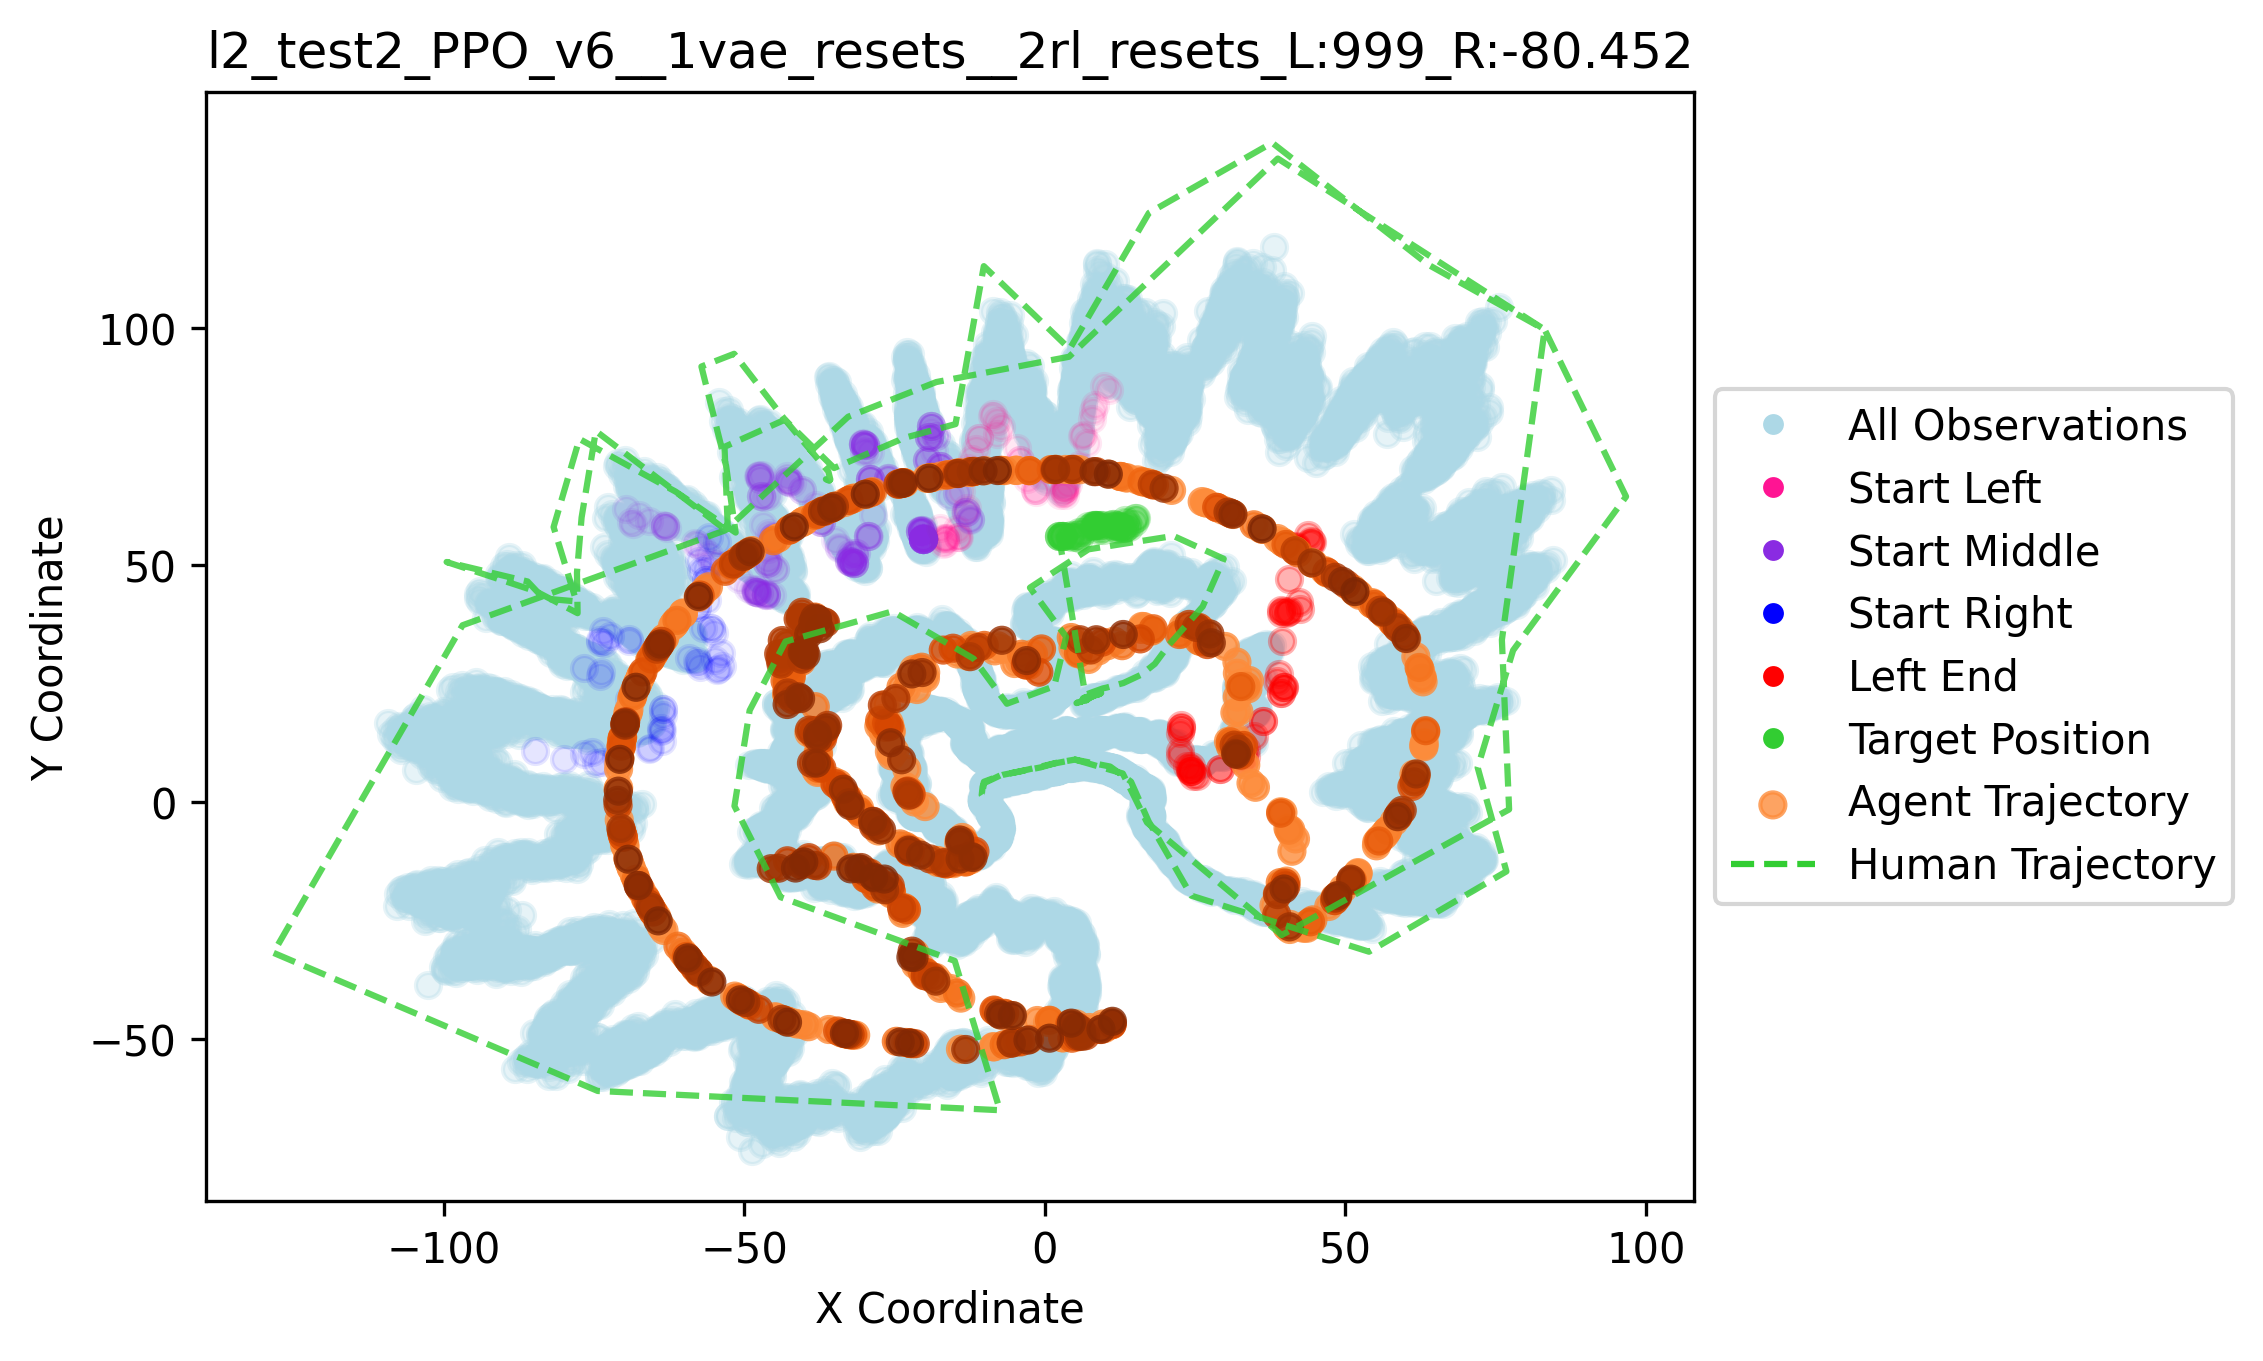 l2_test2_PPO_v6__1vae_resets__2rl_resets_L:999_R:-80.452
Y Coordinate
100
50
0
−50
−100
−50
0
50
100
X Coordinate
All Observations
Start Left
Start Middle
Start Right
Left End
Target Position
Agent Trajectory
Human Trajectory